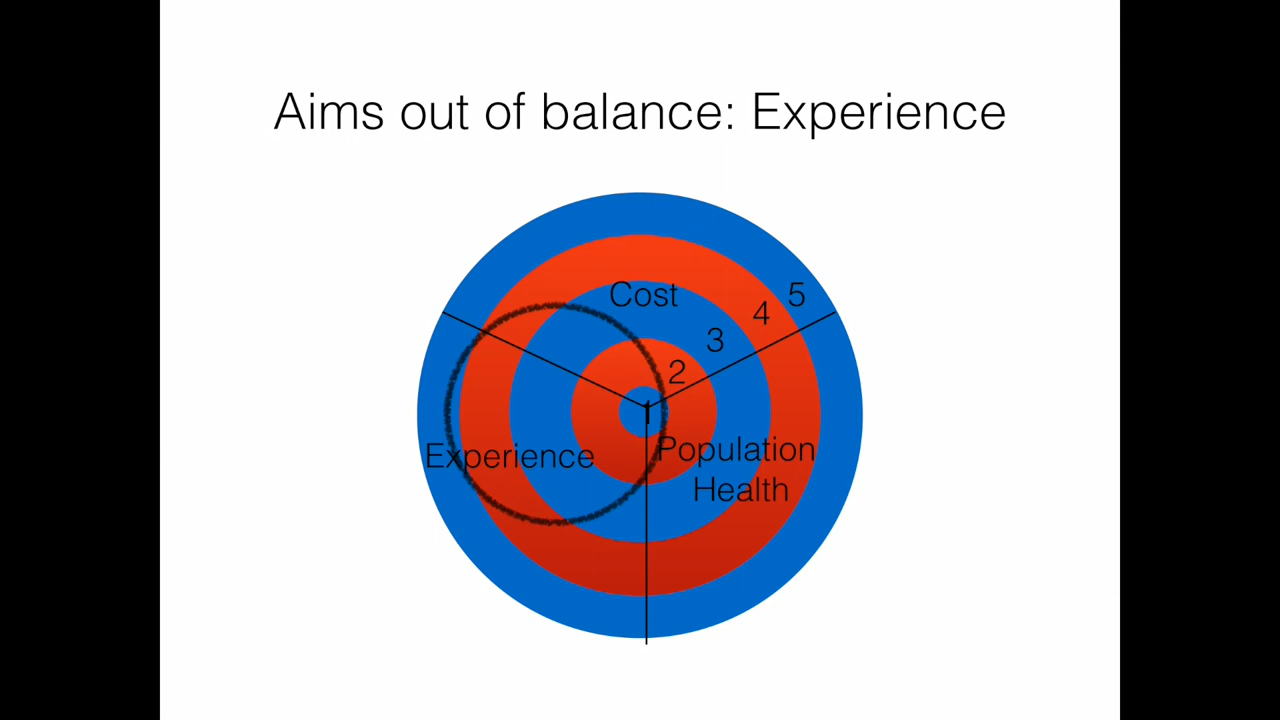 Aims out of balance: Experience
Cost
5
4
3
2
1
Experience
Population
Health